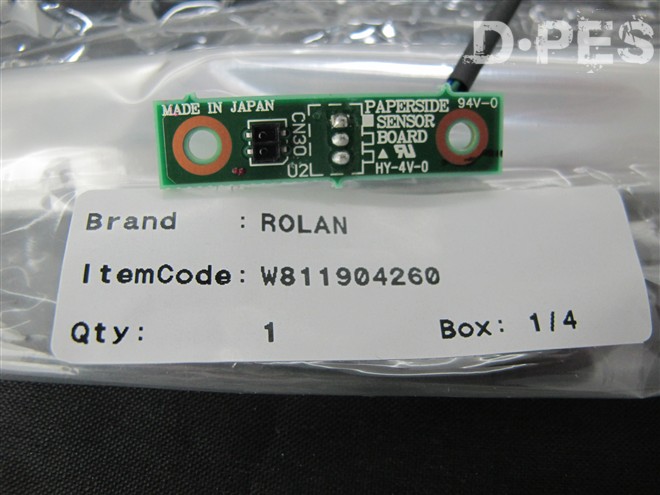 D·PES
MADE IN JAPAN
CN30
U2
PAPERSIDE 94V-0
SENSOR
BOARD
HY-4V-0
Brand : ROLAN
ItemCode: W811904260
Qty: 1 Box: 1/4